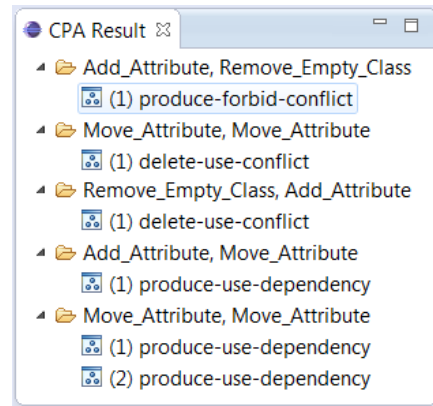 CPA Result
Add_Attribute, Remove_Empty_Class
(1) produce-forbid-conflict
Move_Attribute, Move_Attribute
(1) delete-use-conflict
Remove_Empty_Class, Add_Attribute
(1) delete-use-conflict
Add_Attribute, Move_Attribute
(1) produce-use-dependency
Move_Attribute, Move_Attribute
(1) produce-use-dependency
(2) produce-use-dependency